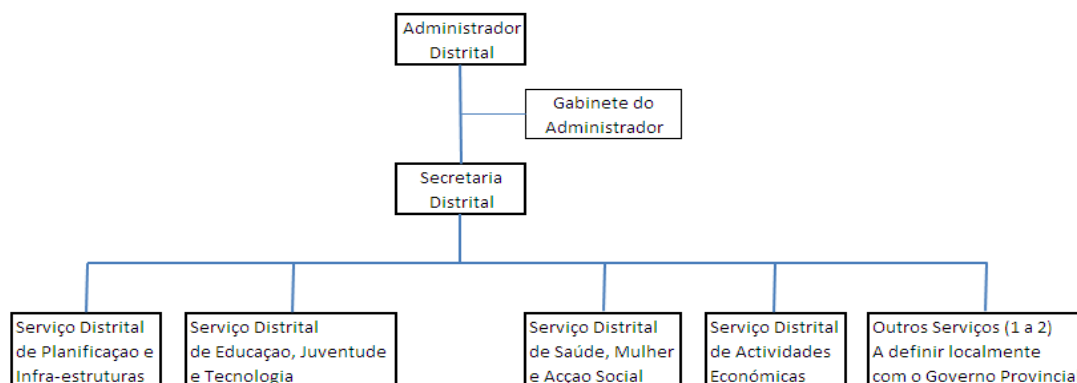 Administrador
Distrital
Gabinete do
Administrador
Secretaria
Distrital
Serviço Distrital
de Planificaçao e
Infra-estruturas
Serviço Distrital
de Educaçao, Juventude
e Tecnologia
Serviço Distrital
de Saúde, Mulher
e Acçao Social
Serviço Distrital
de Actividades
Económicas
Outros Serviços (1 a 2)
A definir localmente
com o Governo Provincia